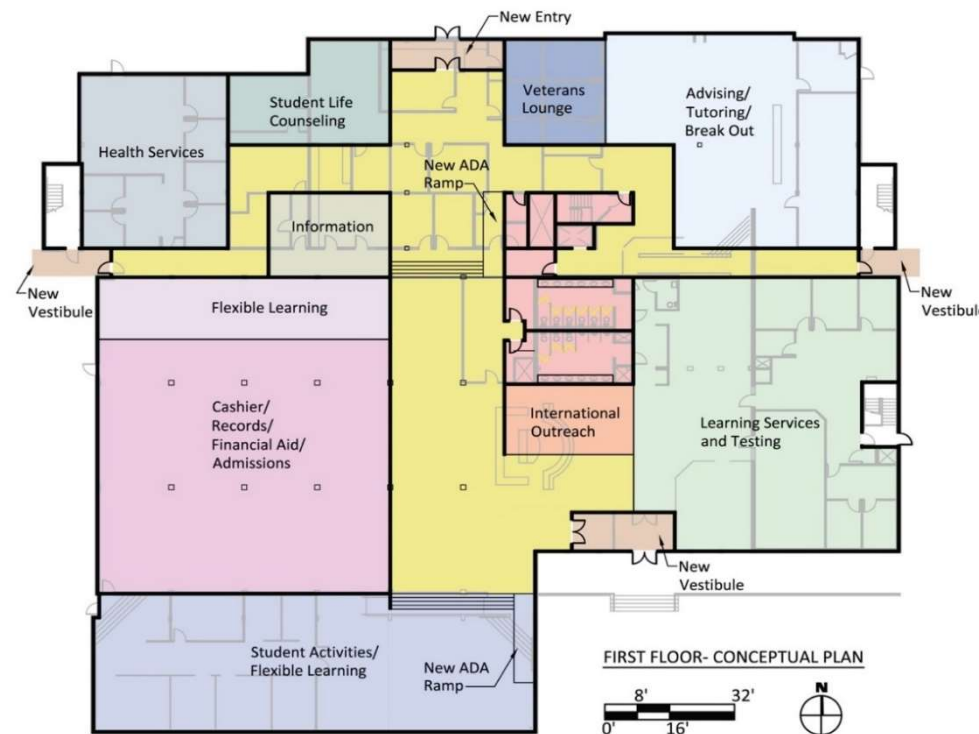 New Entry
Student Life
Counseling
Veterans
Lounge
Advising/
Tutoring/
Break Out
Health Services
New ADA
Ramp
Information
New
Vestibule
Flexible Learning
New
Vestibule
Cashier/
Records/
Financial Aid/
Admissions
International
Outreach
Learning Services
and Testing
New
Vestibule
Student Activities/
Flexible Learning
New ADA
Ramp
FIRST FLOOR- CONCEPTUAL PLAN
8' 32'
0' 16'
N